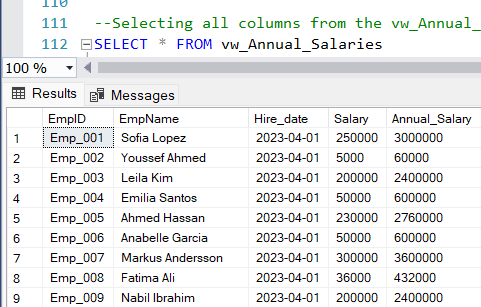 110
111 --Selecting all columns from the vw_Annual_
112 SELECT * FROM vw_Annual_Salaries
100 %
Results Messages
EmpID EmpName Hire_date Salary Annual_Salary
1 Emp_001 Sofia Lopez 2023-04-01 250000 3000000
2 Emp_002 Youssef Ahmed 2023-04-01 5000 60000
3 Emp_003 Leila Kim 2023-04-01 200000 2400000
4 Emp_004 Emilia Santos 2023-04-01 50000 600000
5 Emp_005 Ahmed Hassan 2023-04-01 230000 2760000
6 Emp_006 Anabelle Garcia 2023-04-01 50000 600000
7 Emp_007 Markus Andersson 2023-04-01 300000 3600000
8 Emp_008 Fatima Ali 2023-04-01 36000 432000
9 Emp_009 Nabil Ibrahim 2023-04-01 200000 2400000